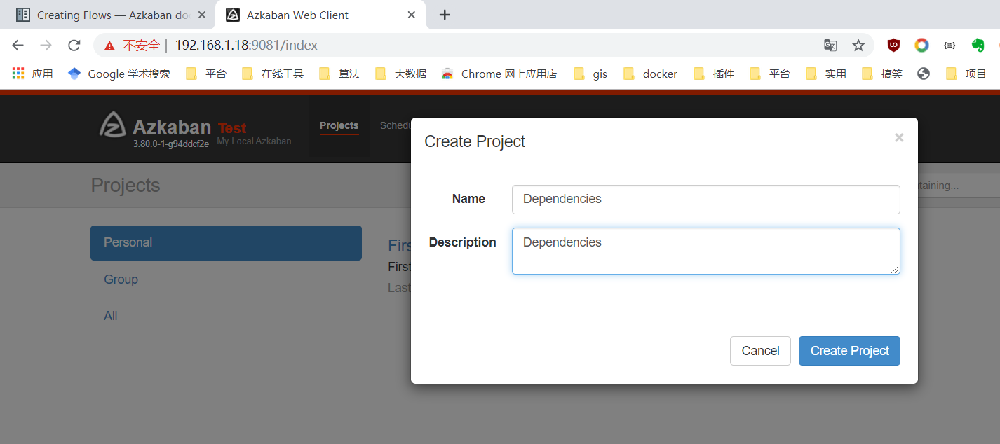 Creating Flows — Azkaban do
Azkaban Web Client
不安全 | 192.168.1.18:9081/index
应用 Google 学术搜索 平台 在线工具 算法 大数据 Chrome 网上应用店 gis docker 插件 平台 实用 搞笑 项目
Azkaban Test
3.80.0-1-g94ddcf2e My Local Azkaban
Projects Schedu
Create Project ×
Projects
taining...
Name Dependencies
Description Dependencies
Personal
Group
All
Firs
First
Last
Cancel Create Project